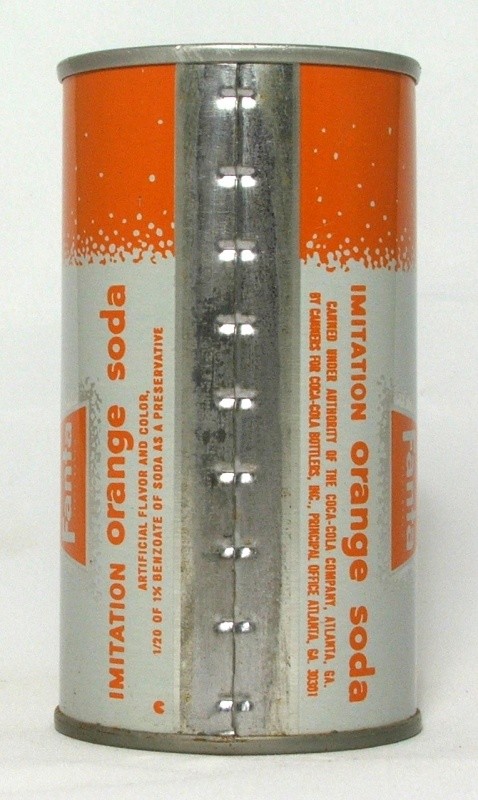 Fanta
IMITATION orange soda
ARTIFICIAL FLAVOR AND COLOR,
1/20 OF 1% BENZOATE OF SODA AS A PRESERVATIVE
IMITATION orange soda
CANNED UNDER AUTHORITY OF THE COCA-COLA COMPANY, ATLANTA, GA.
BY CANNERS FOR COCA-COLA BOTTLERS, INC., PRINCIPAL OFFICE ATLANTA, GA. 30301
Fanta